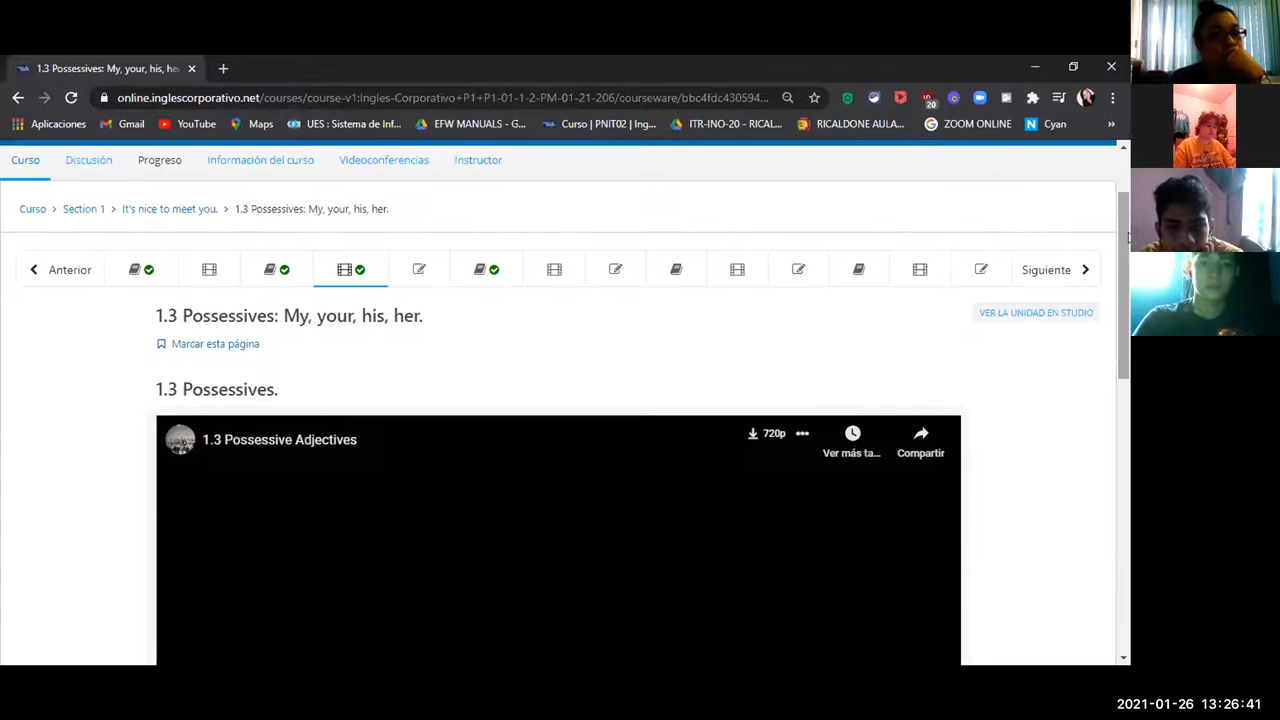 1.3 Possessives: My, your, his, he
online.inglescorporativo.net/courses/course-v1:Ingles-Corporativo+P1+P1-01-1-2-PM-01-21-206/courseware/bbc4fdc430594...
20
Aplicaciones Gmail YouTube Maps UES : Sistema de Inf... EFW MANUALS - S... Curso | PNIT02 | Ing... ITR-INO-20 - RICAL... RICALDONE AULA... ZOOM ONLINE Cyan »
Curso Discusión Progreso Información del curso Videoconferencias Instructor
Curso > Section 1 > It's nice to meet you. > 1.3 Possessives: My, your, his, her.
Anterior Siguiente
1.3 Possessives: My, your, his, her.
VER LA UNIDAD EN STUDIO
Marcar esta página
1.3 Possessives.
1.3 Possessive Adjectives
720p
Ver más ta... Compartir
2021-01-26 13:26:41